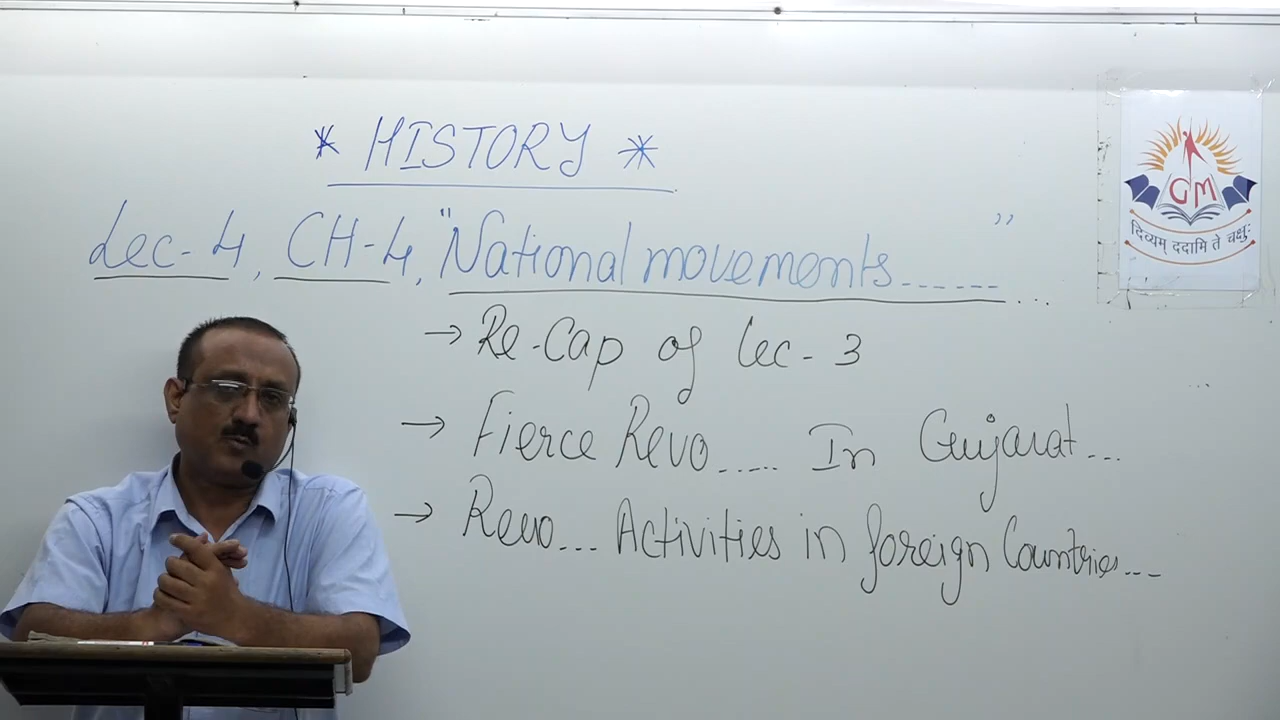 * HISTORY *
Lec-4, CH-4, "National movements......."...
→ Re-Cap of Lec-3
→ Fierce Revo..... In Gujarat...
→ Revo... Activities in foreign Countries...
GM
दिव्यम् ददामि ते चक्षुः